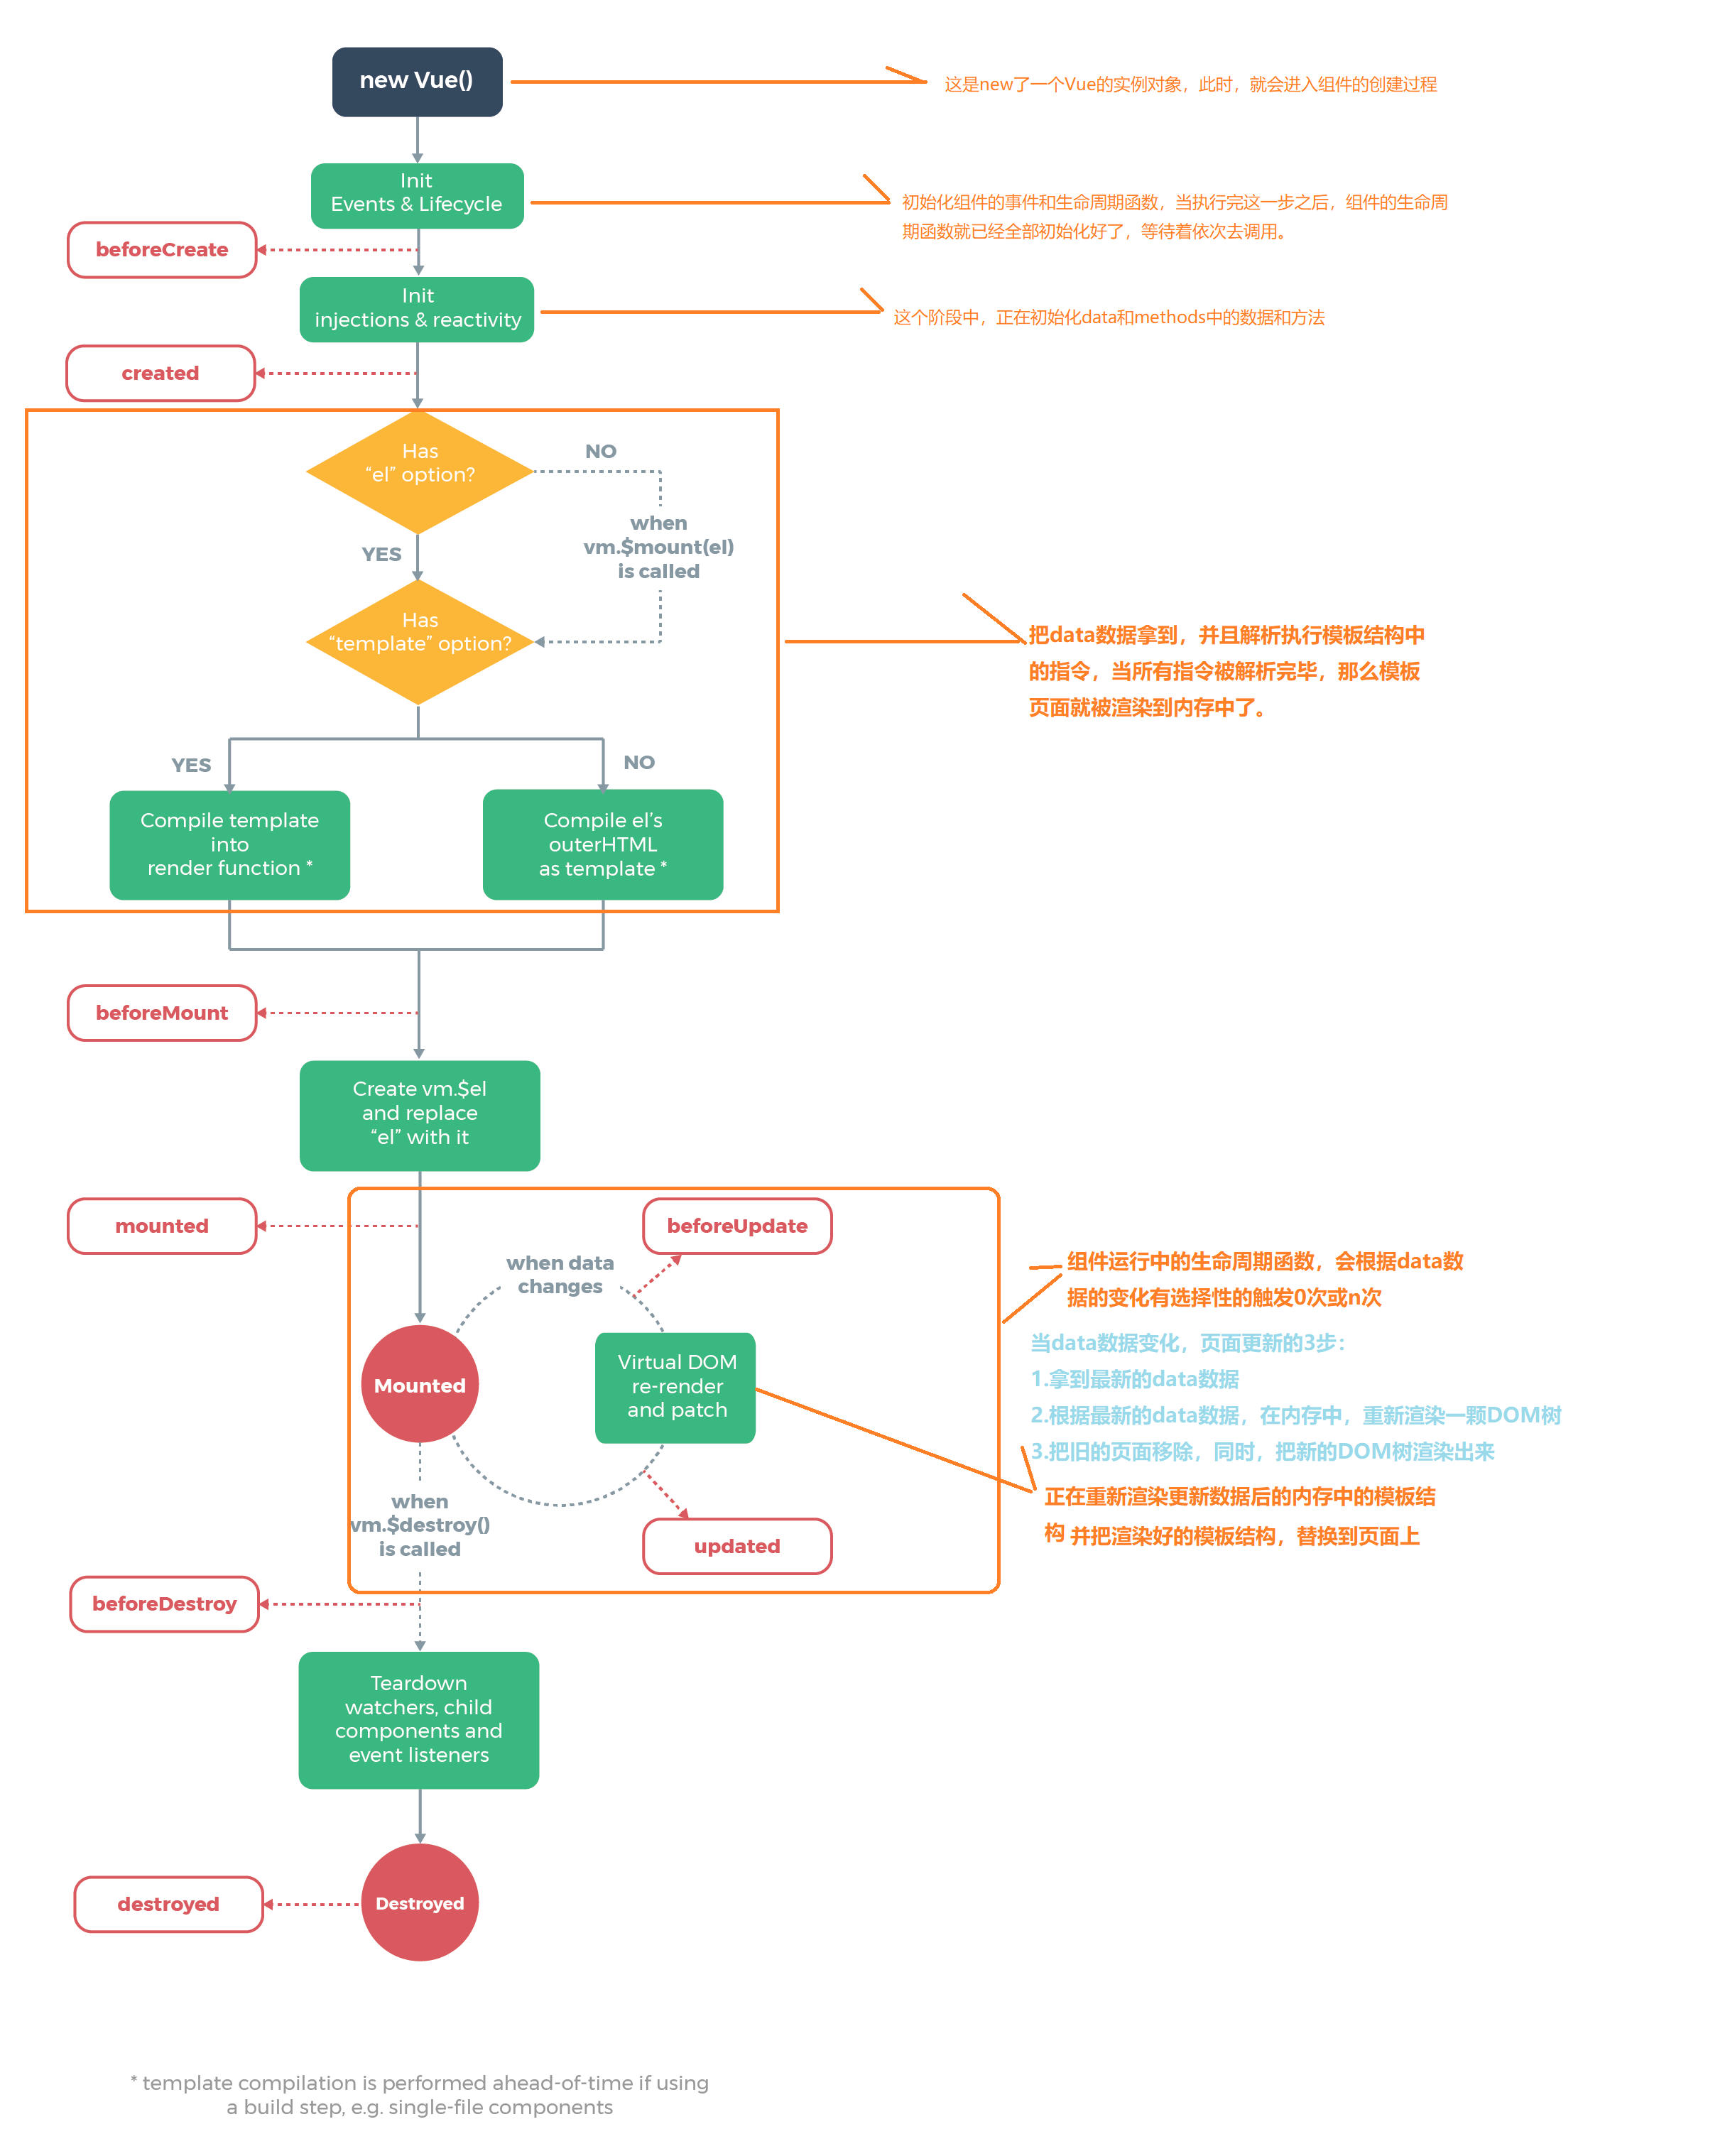 new Vue()
这是new了一个Vue的实例对象，此时，就会进入组件的创建过程
Init
Events & Lifecycle
初始化组件的事件和生命周期函数，当执行完这一步之后，组件的生命周
期函数就已经全部初始化好了，等待着依次去调用。
beforeCreate
Init
injections & reactivity
这个阶段中，正在初始化data和methods中的数据和方法
created
Has
“el” option?
NO
when
vm.$mount(el)
is called
YES
Has
“template” option?
把data数据拿到，并且解析执行模板结构中
的指令，当所有指令被解析完毕，那么模板
页面就被渲染到内存中了。
YES
NO
Compile template
into
render function *
Compile el’s
outerHTML
as template *
beforeMount
Create vm.$el
and replace
“el” with it
mounted
beforeUpdate
when data
changes
组件运行中的生命周期函数，会根据data数
据的变化有选择性的触发0次或n次
当data数据变化，页面更新的3步：
1.拿到最新的data数据
2.根据最新的data数据，在内存中，重新渲染一颗DOM树
3.把旧的页面移除，同时，把新的DOM树渲染出来
Mounted
Virtual DOM
re-render
and patch
正在重新渲染更新数据后的内存中的模板结
构 并把渲染好的模板结构，替换到页面上
when
vm.$destroy()
is called
updated
beforeDestroy
Teardown
watchers, child
components and
event listeners
destroyed
Destroyed
* template compilation is performed ahead-of-time if using
a build step, e.g. single-file components